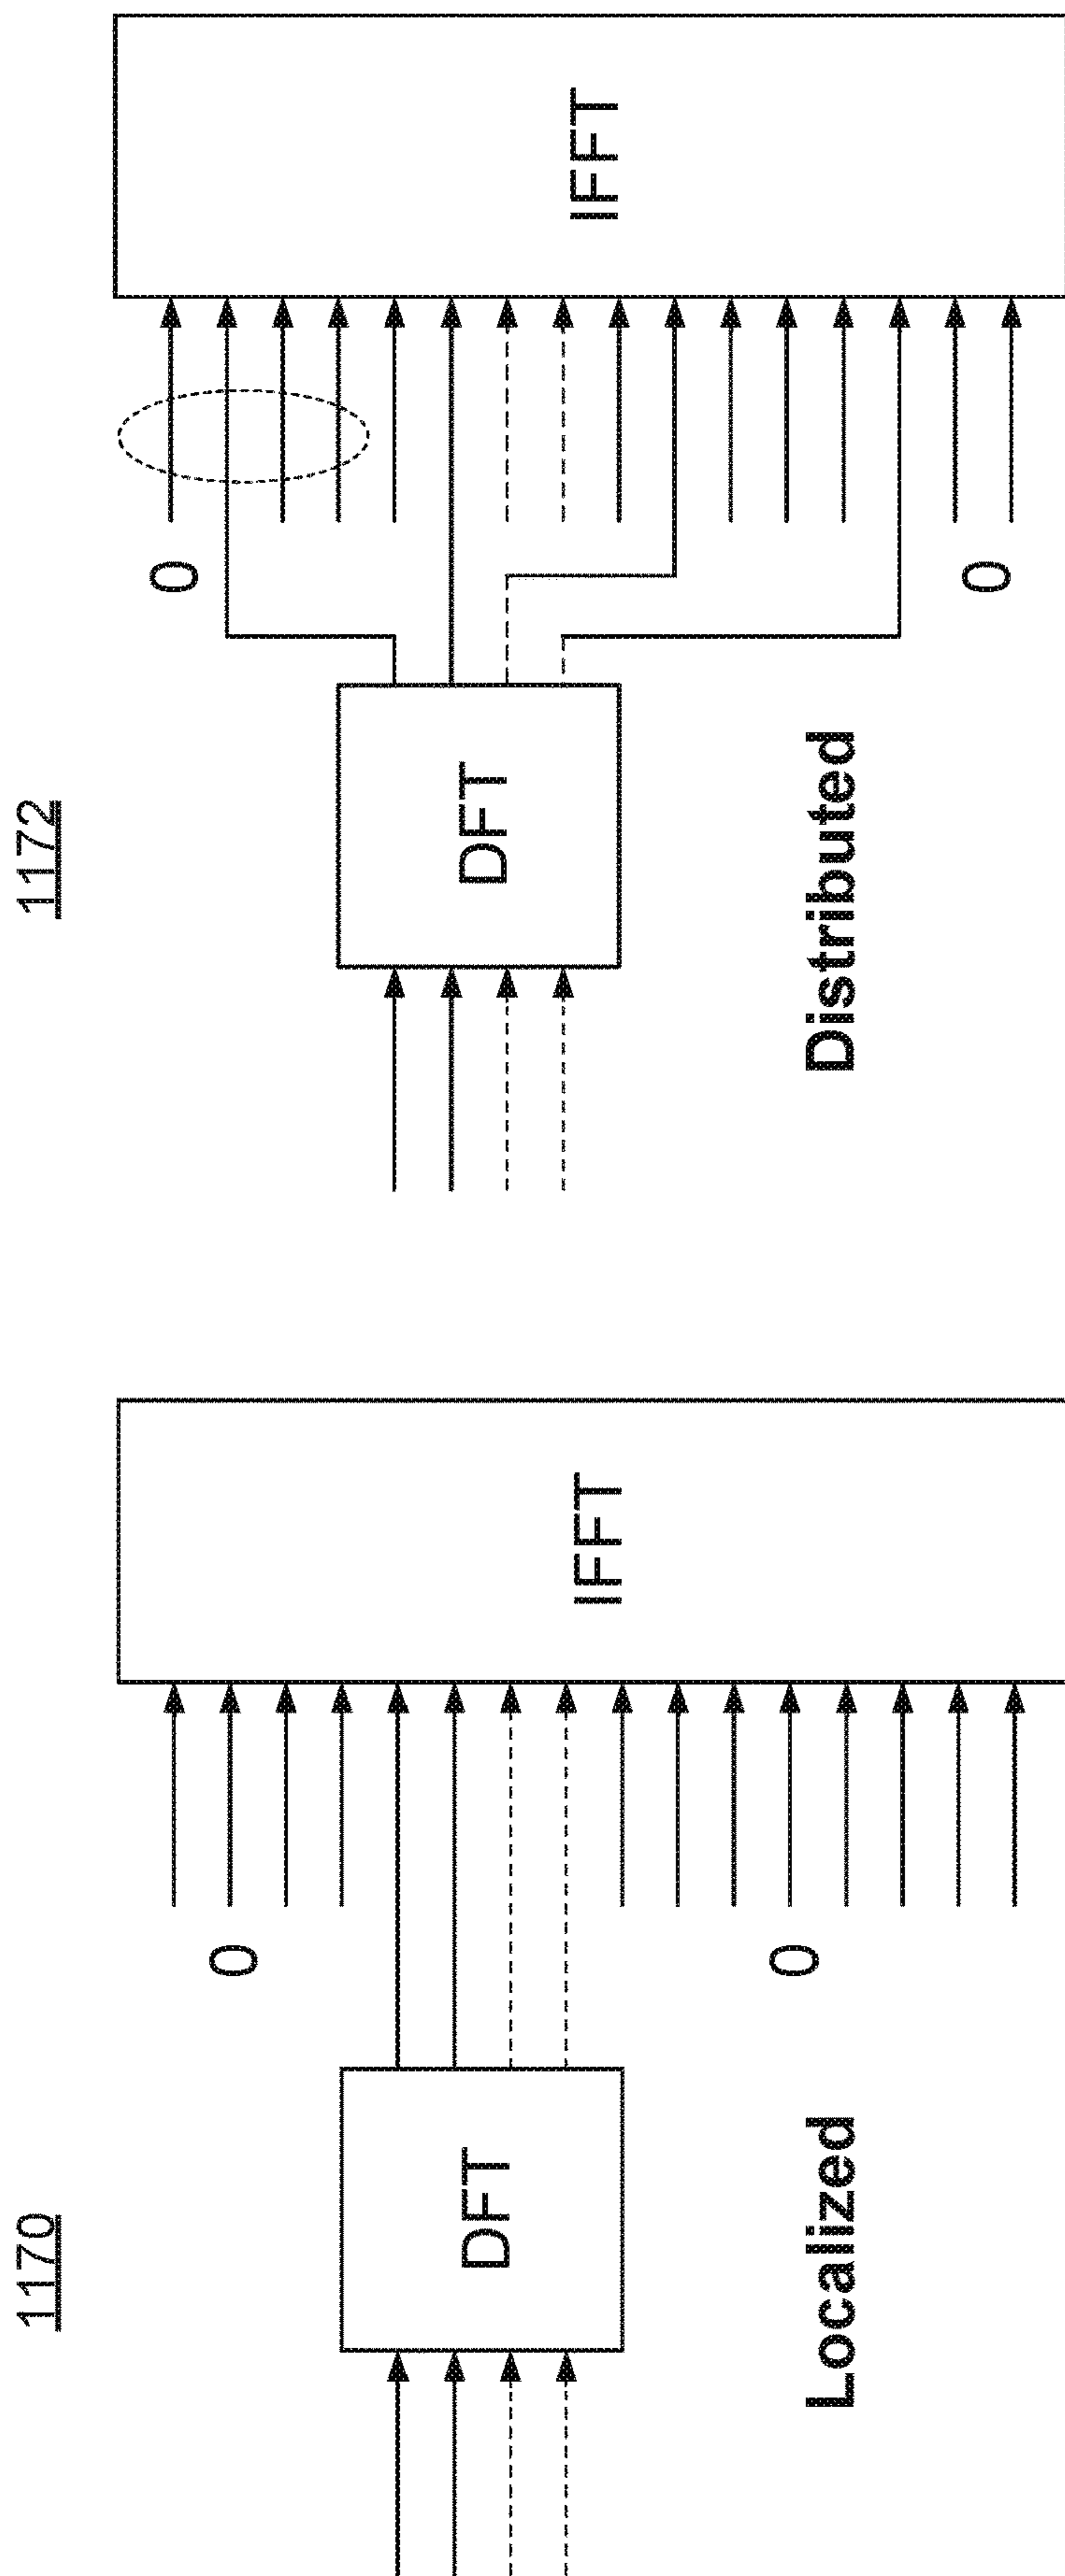 1170
DFT
0
0
IFFT
Localized
1172
DFT
0
0
IFFT
Distributed